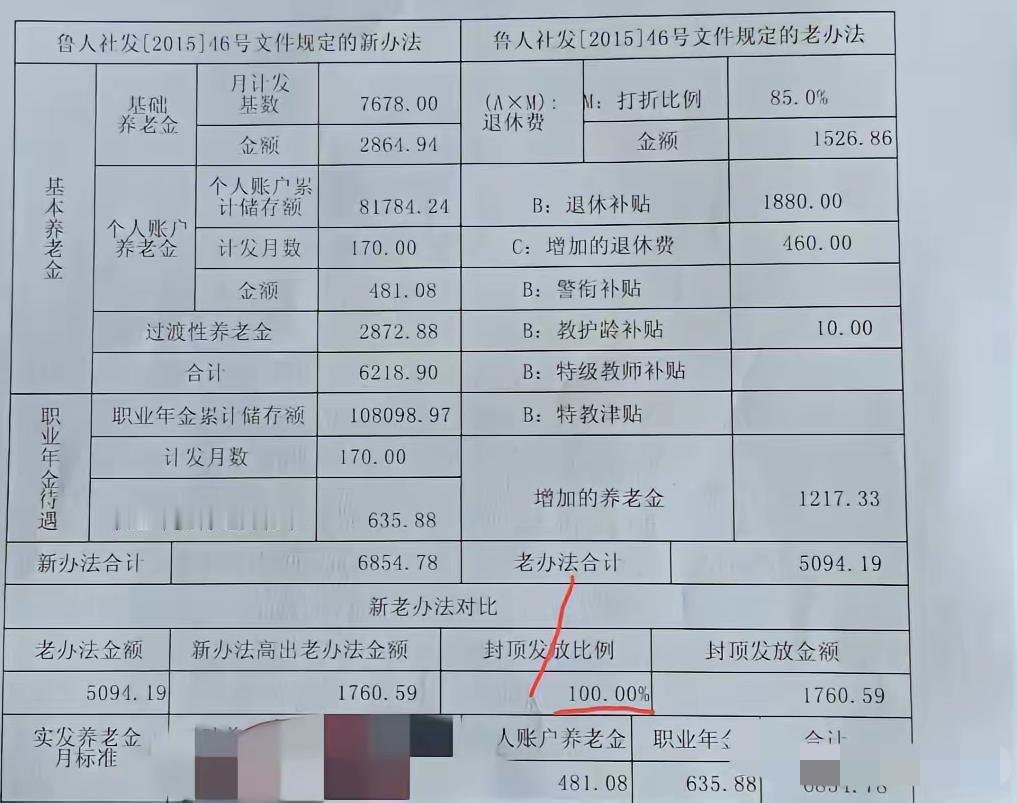 鲁人社发[2015]46号文件规定的新办法
鲁人社发[2015]46号文件规定的老办法
基本养老金
基础养老金
月计发基数
7678.00
金额
2864.94
个人账户养老金
个人账户累计储存额
81784.24
计发月数
170.00
金额
481.08
过渡性养老金
2872.88
合计
6218.90
职业年金待遇
职业年金累计储存额
108098.97
计发月数
170.00
635.88
(A×M):退休费
M: 打折比例
85.0%
金额
1526.86
B: 退休补贴
1880.00
C: 增加的退休费
460.00
B: 警衔补贴
B: 教护龄补贴
10.00
B: 特级教师补贴
B: 特教津贴
增加的养老金
1217.33
新办法合计
6854.78
老办法合计
5094.19
新老办法对比
老办法金额
新办法高出老办法金额
封顶发放比例
封顶发放金额
5094.19
1760.59
100.00%
1760.59
实发养老金月标准
人账户养老金
职业年
合计
481.08
635.88